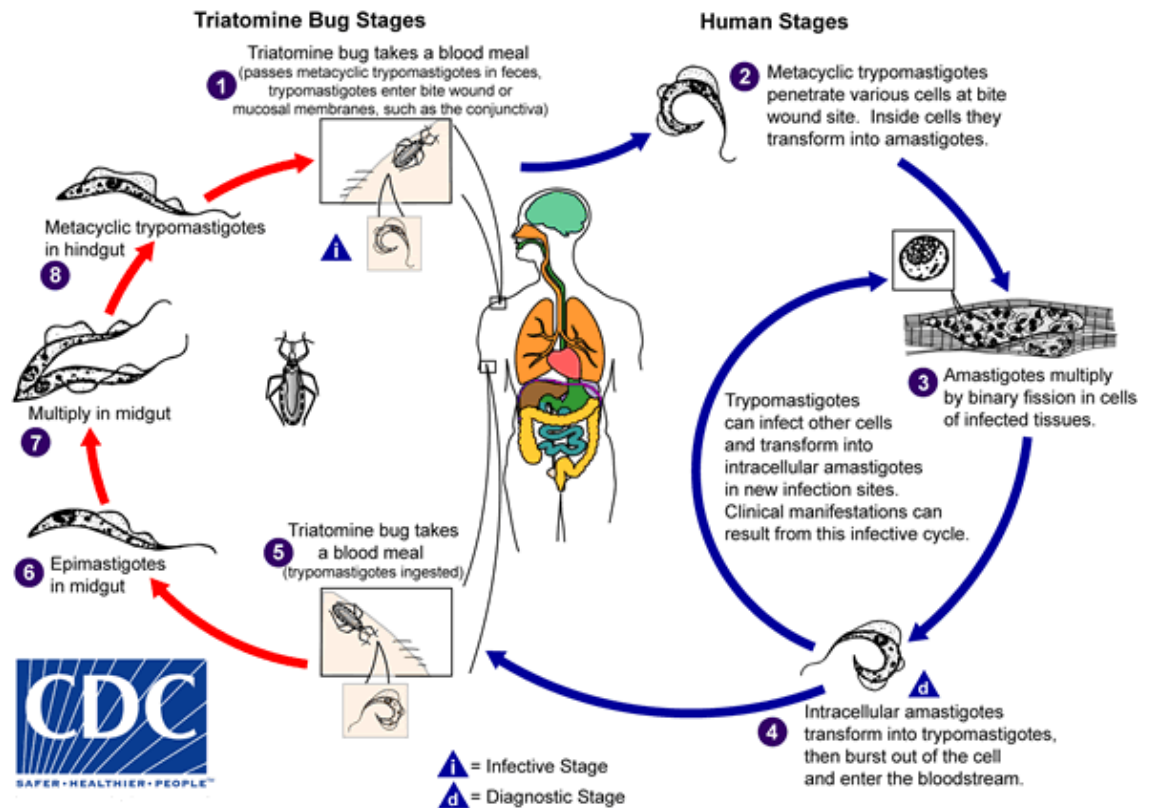 Triatomine Bug Stages
Human Stages
1
Triatomine bug takes a blood meal
(passes metacyclic trypomastigotes in feces,
trypomastigotes enter bite wound or
mucosal membranes, such as the conjunctiva)
i
2
Metacyclic trypomastigotes
penetrate various cells at bite
wound site. Inside cells they
transform into amastigotes.
3
Amastigotes multiply
by binary fission in cells
of infected tissues.
Trypomastigotes
can infect other cells
and transform into
intracellular amastigotes
in new infection sites.
Clinical manifestations can
result from this infective cycle.
d
4
Intracellular amastigotes
transform into trypomastigotes,
then burst out of the cell
and enter the bloodstream.
5
Triatomine bug takes
a blood meal
(trypomastigotes ingested)
6
Epimastigotes
in midgut
Multiply in midgut
7
Metacyclic trypomastigotes
in hindgut
8
CDC
SAFER•HEALTHIER•PEOPLE™
i = Infective Stage
d = Diagnostic Stage